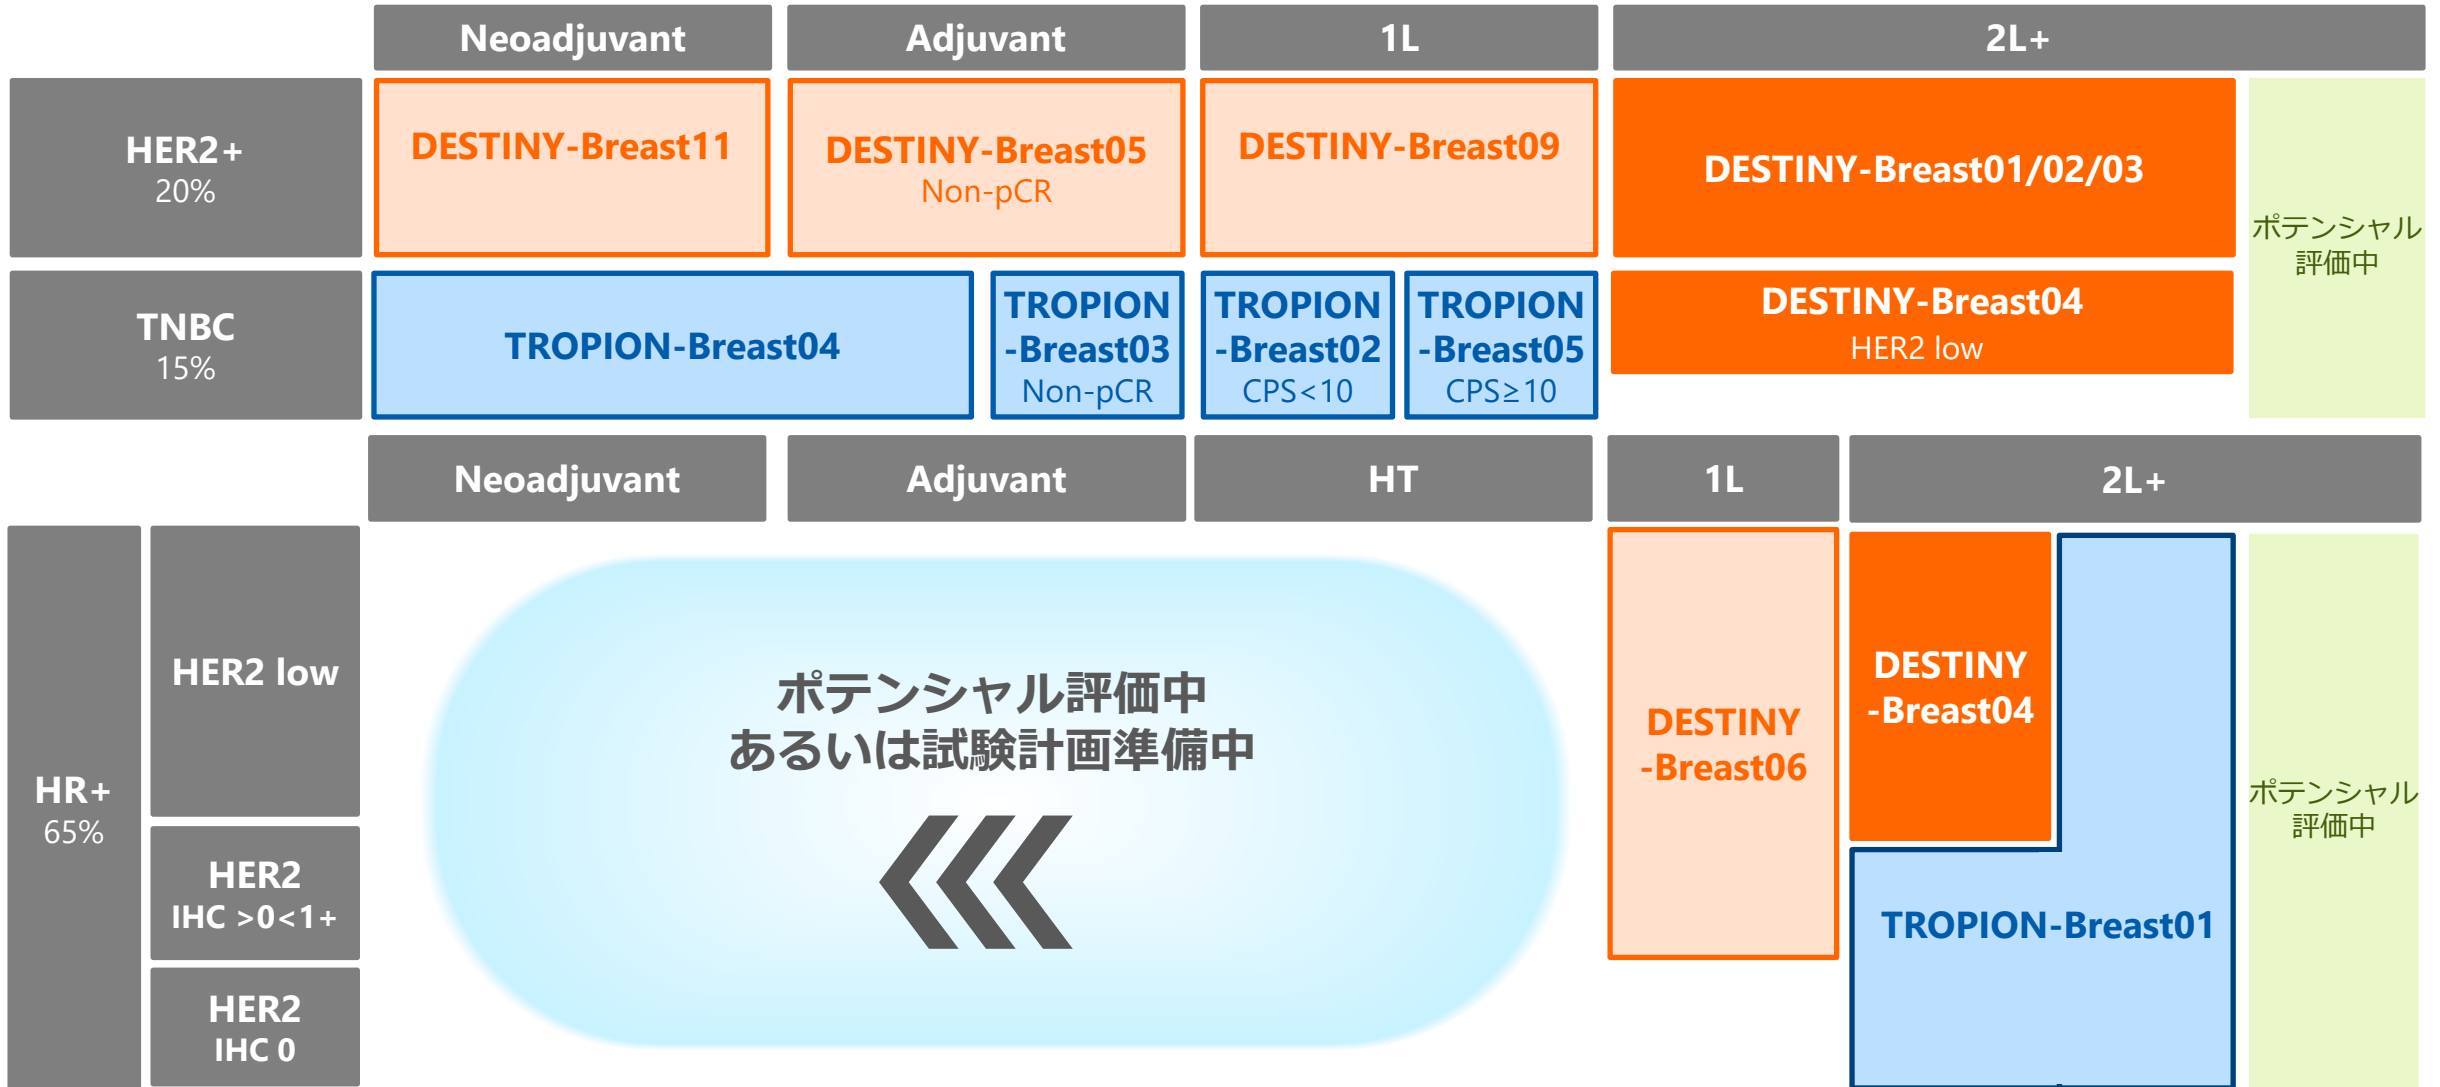 Neoadjuvant
Adjuvant
1L
2L+
HER2+
20%
DESTINY-Breast11
DESTINY-Breast05
Non-pCR
DESTINY-Breast09
DESTINY-Breast01/02/03
ポテンシャル
評価中
TNBC
15%
TROPION-Breast04
TROPION
-Breast03
Non-pCR
TROPION
-Breast02
CPS<10
TROPION
-Breast05
CPS≥10
DESTINY-Breast04
HER2 low
Neoadjuvant
Adjuvant
HT
1L
2L+
HR+
65%
HER2 low
HER2
IHC >0<1+
HER2
IHC 0
ポテンシャル評価中
あるいは試験計画準備中
DESTINY
-Breast06
DESTINY
-Breast04
TROPION-Breast01
ポテンシャル
評価中